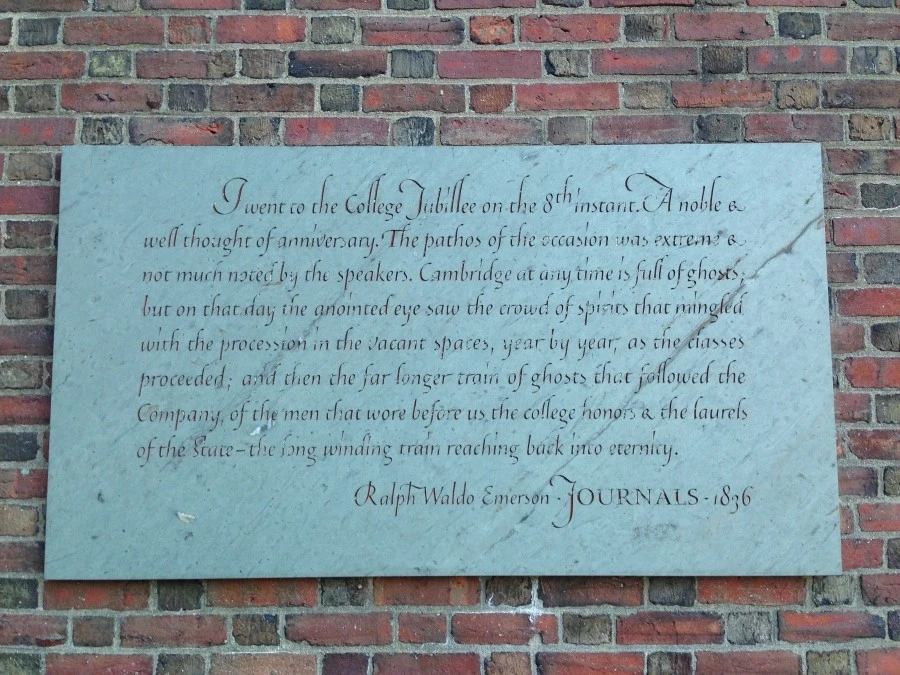 I went to the College Jubilee on the 8th instant. A noble &
well thought of anniversary. The pathos of the occasion was extreme &
not much noted by the speakers. Cambridge at any time is full of ghosts;
but on that day the anointed eye saw the crowd of spirits that mingled
with the procession in the vacant spaces, year by year, as the classes
proceeded; and then the far longer train of ghosts that followed the
Company, of the men that wore before us the college honors & the laurels
of the State – the long winding train reaching back into eternity.
Ralph Waldo Emerson · JOURNALS · 1836